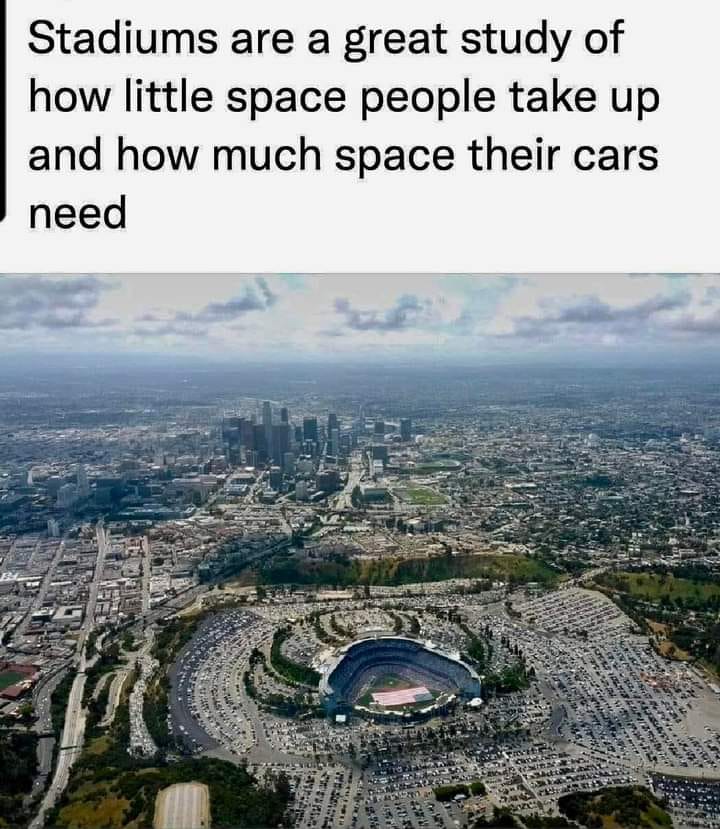 Stadiums are a great study of
how little space people take up
and how much space their cars
need